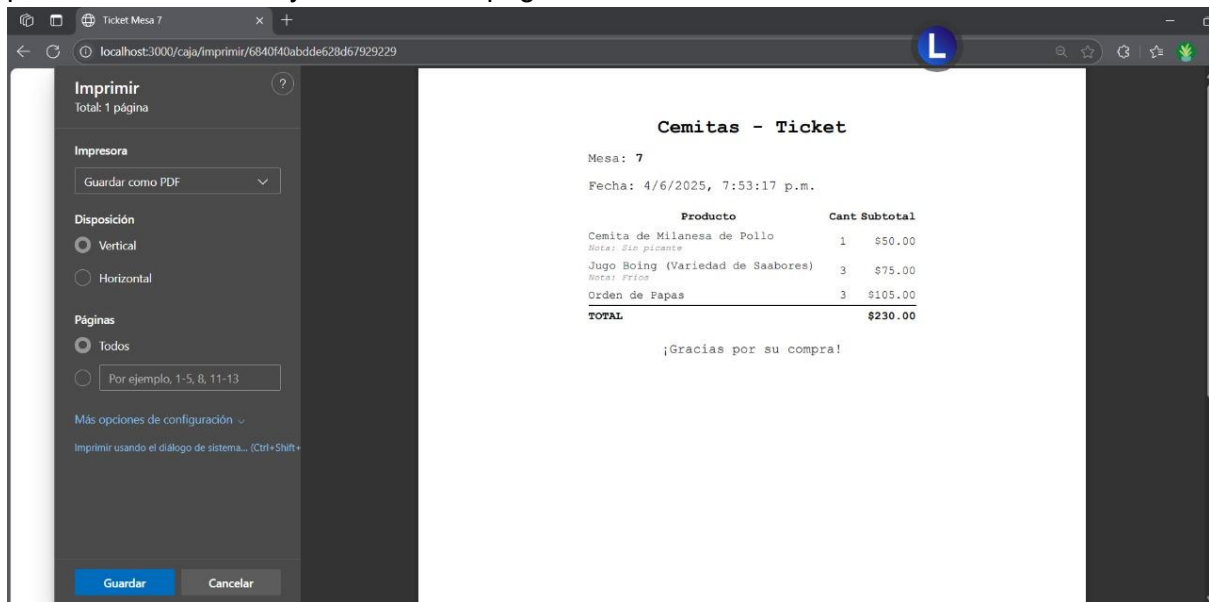 Ticket Mesa 7
localhost:3000/caja/imprimir/6840f40abdde628d67929229
L
Imprimir
Total: 1 página
Impresora
Guardar como PDF
Disposición
Vertical
Horizontal
Páginas
Todos
Por ejemplo, 1-5, 8, 11-13
Más opciones de configuración
Imprimir usando el diálogo de sistema... (Ctrl+Shift+
Guardar Cancelar
Cemitas - Ticket
Mesa: 7
Fecha: 4/6/2025, 7:53:17 p.m.
Producto Cant Subtotal
Cemita de Milanesa de Pollo 1 $50.00
Nota: Sin picante
Jugo Boing (Variedad de Saabores) 3 $75.00
Nota: Frios
Orden de Papas 3 $105.00
TOTAL $230.00
¡Gracias por su compra!